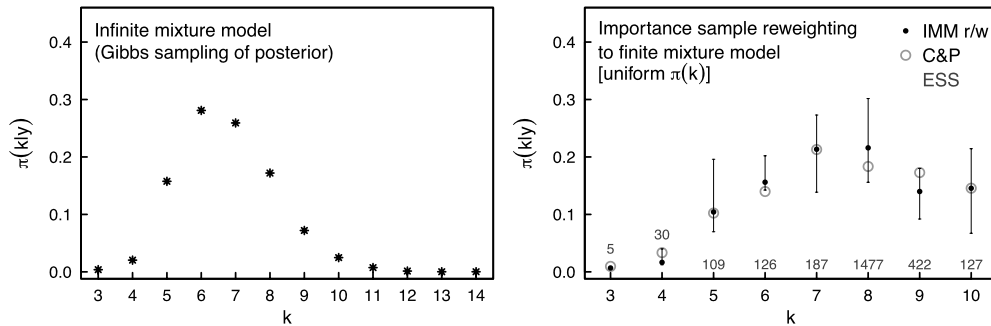 Infinite mixture model
(Gibbs sampling of posterior)
π(k|y)
0.4
0.3
0.2
0.1
0.0
3 4 5 6 7 8 9 10 11 12 13 14
k
Importance sample reweighting
to finite mixture model
[uniform π(k)]
IMM r/w
C&P
ESS
π(k|y)
0.4
0.3
0.2
0.1
0.0
5 30 109 126 187 1477 422 127
3 4 5 6 7 8 9 10
k